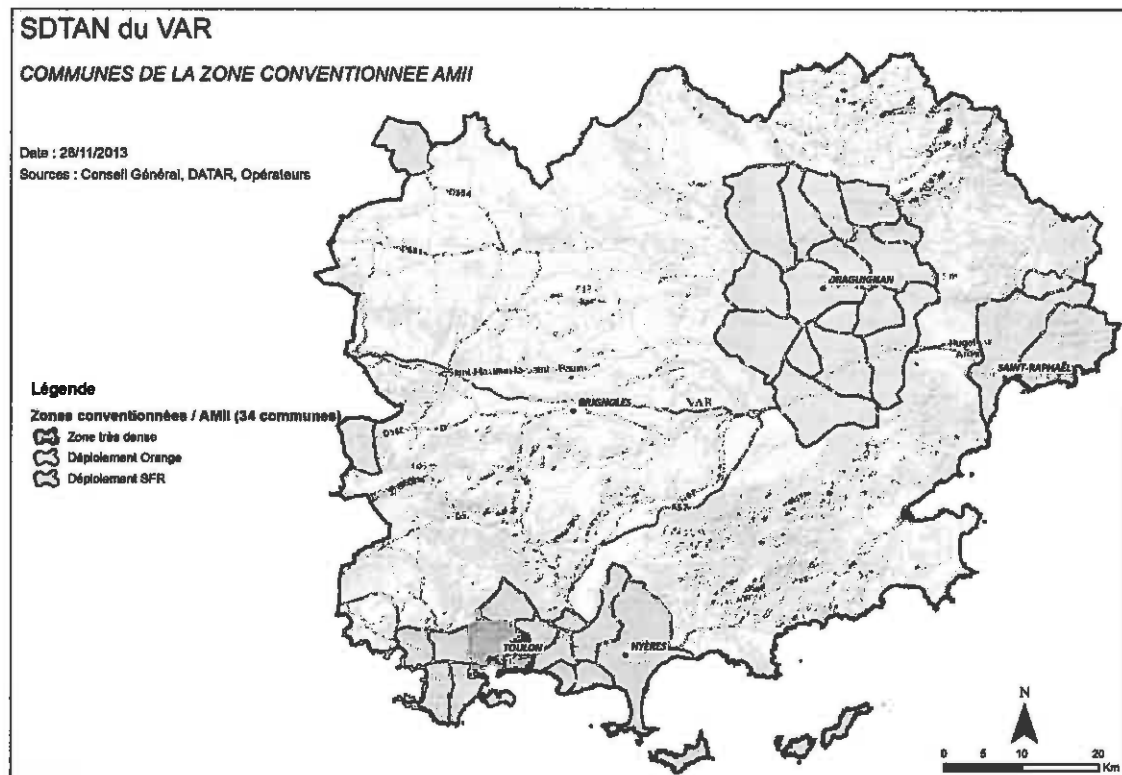 SDTAN du VAR
COMMUNES DE LA ZONE CONVENTIONNEE AMII
Date : 26/11/2013
Sources : Conseil Général, DATAR, Opérateurs
DRAGUIGNAN
SAINT-RAPHAËL
Légende
Zones conventionnées / AMII (34 communes)
Zone très dense
Déploiement Orange
Déploiement SFR
BRIGNOLES
VAR
TOULON
HYÈRES
N
0 5 10 20
Km